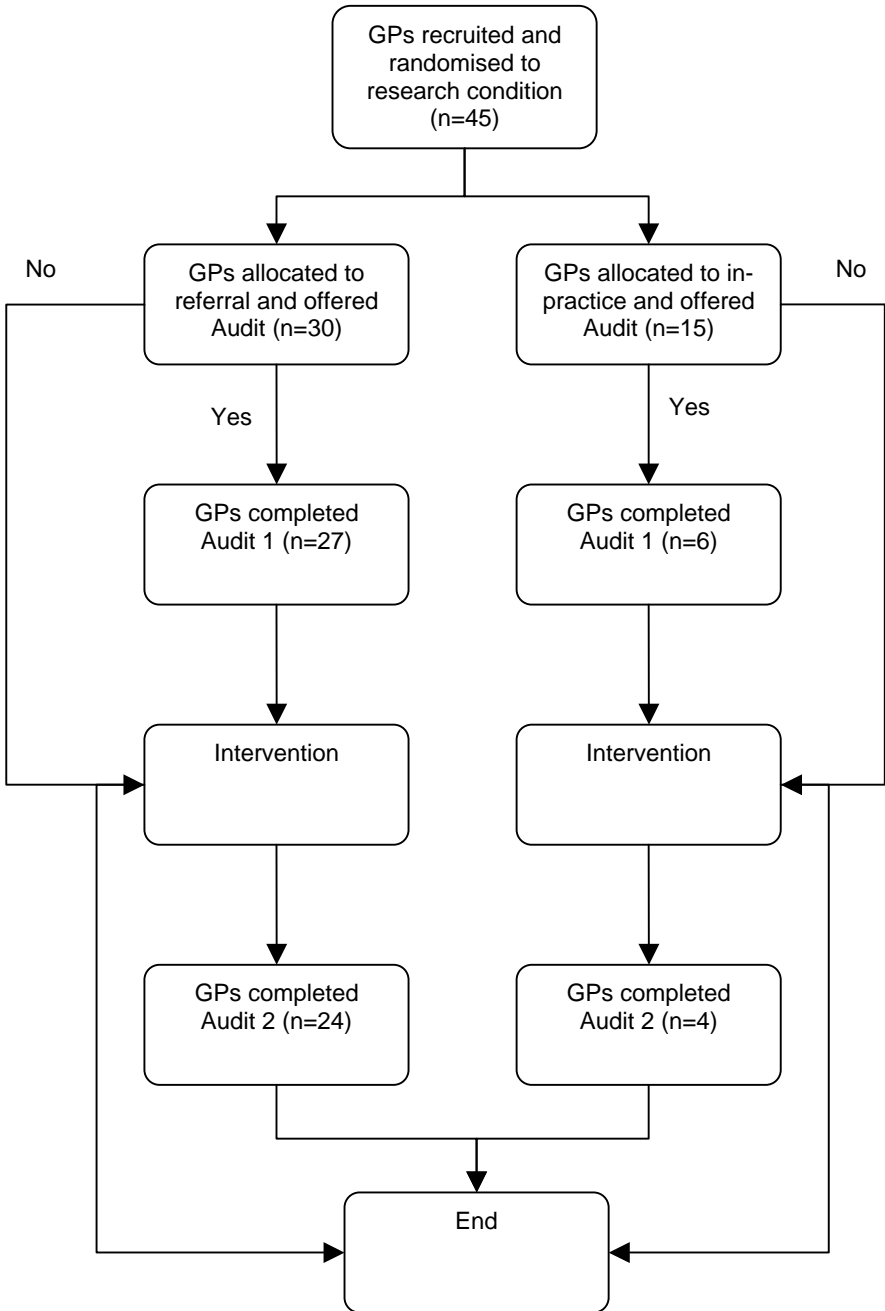 GPs recruited and
randomised to
research condition
(n=45)
No
GPs allocated to
referral and offered
Audit (n=30)
GPs allocated to in-
practice and offered
Audit (n=15)
No
Yes
Yes
GPs completed
Audit 1 (n=27)
GPs completed
Audit 1 (n=6)
Intervention
Intervention
GPs completed
Audit 2 (n=24)
GPs completed
Audit 2 (n=4)
End